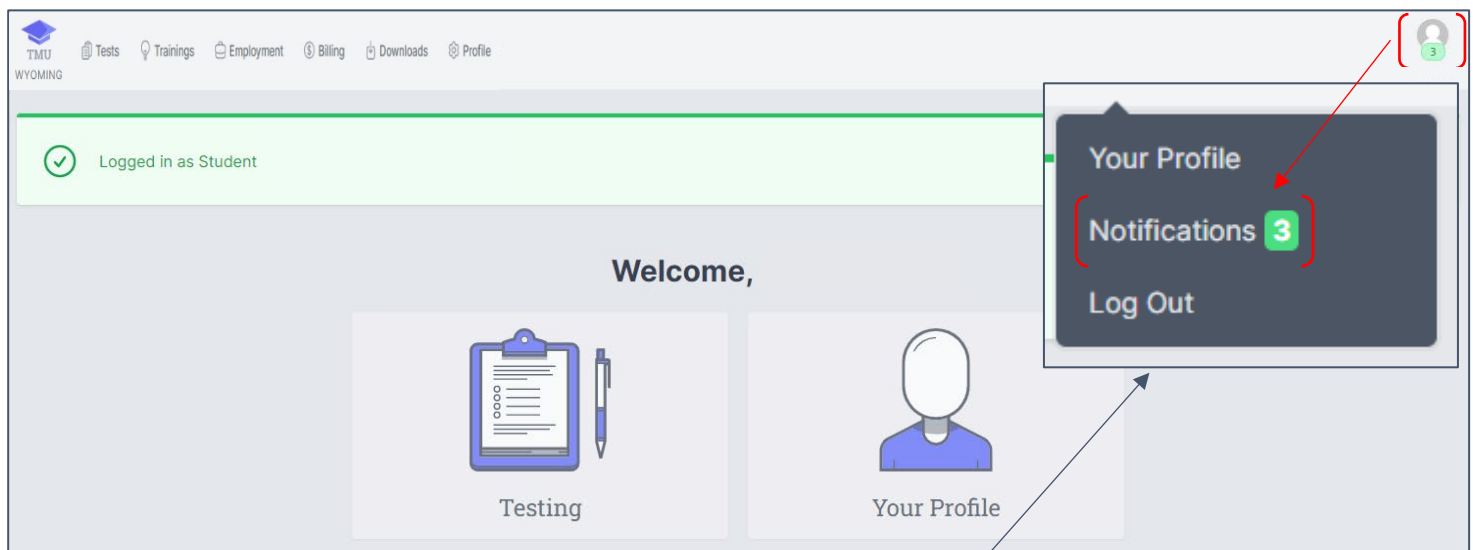 TMU
WYOMING
Tests Trainings Employment Billing Downloads Profile
3
Logged in as Student
Your Profile
Notifications 3
Log Out
Welcome,
Testing
Your Profile